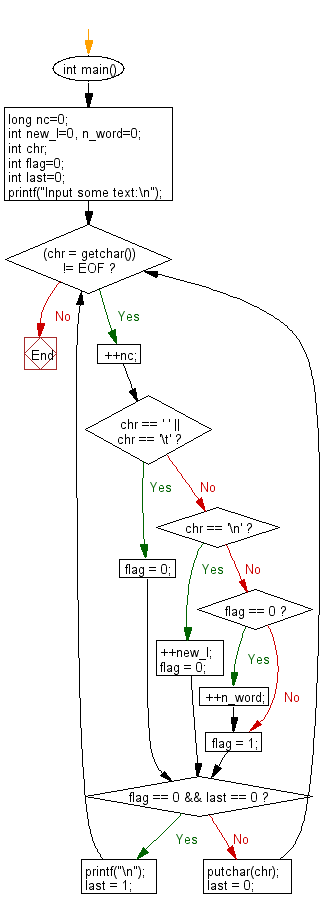 int main()
long nc=0;
int new_l=0, n_word=0;
int chr;
int flag=0;
int last=0;
printf("Input some text:\n");
(chr = getchar())
!= EOF ?
No
Yes
End
++nc;
chr == ' ' ||
chr == '\t' ?
Yes
No
chr == '\n' ?
flag = 0;
Yes
No
flag == 0 ?
++new_l;
flag = 0;
Yes
No
++n_word;
flag = 1;
flag == 0 && last == 0 ?
Yes
No
printf("\n");
last = 1;
putchar(chr);
last = 0;